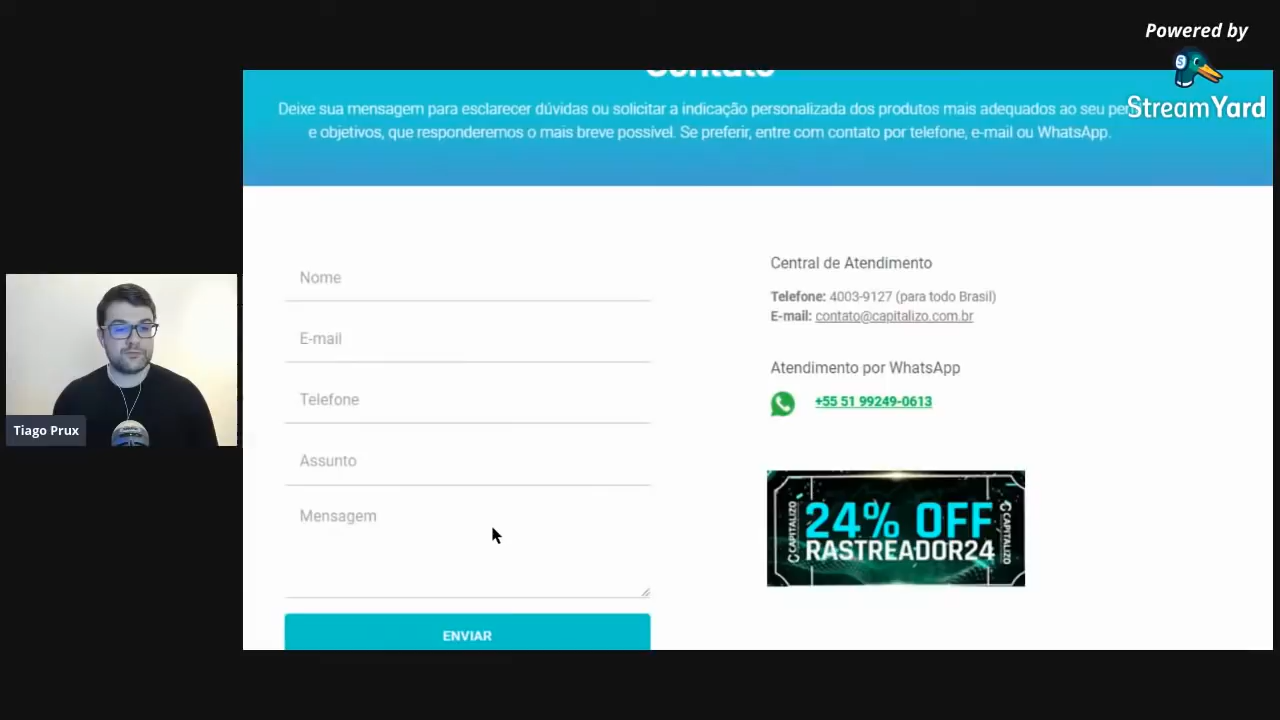 Powered by
StreamYard
Contato
Deixe sua mensagem para esclarecer dúvidas ou solicitar a indicação personalizada dos produtos mais adequados ao seu
e objetivos, que responderemos o mais breve possível. Se preferir, entre com contato por telefone, e-mail ou WhatsApp.
Nome
E-mail
Telefone
Assunto
Mensagem
ENVIAR
Central de Atendimento
Telefone: 4003-9127 (para todo Brasil)
E-mail: contato@capitalizo.com.br
Atendimento por WhatsApp
+55 51 99249-0613
CAPITALIZO
24% OFF
RASTREADOR24
CAPITALIZO
Tiago Prux